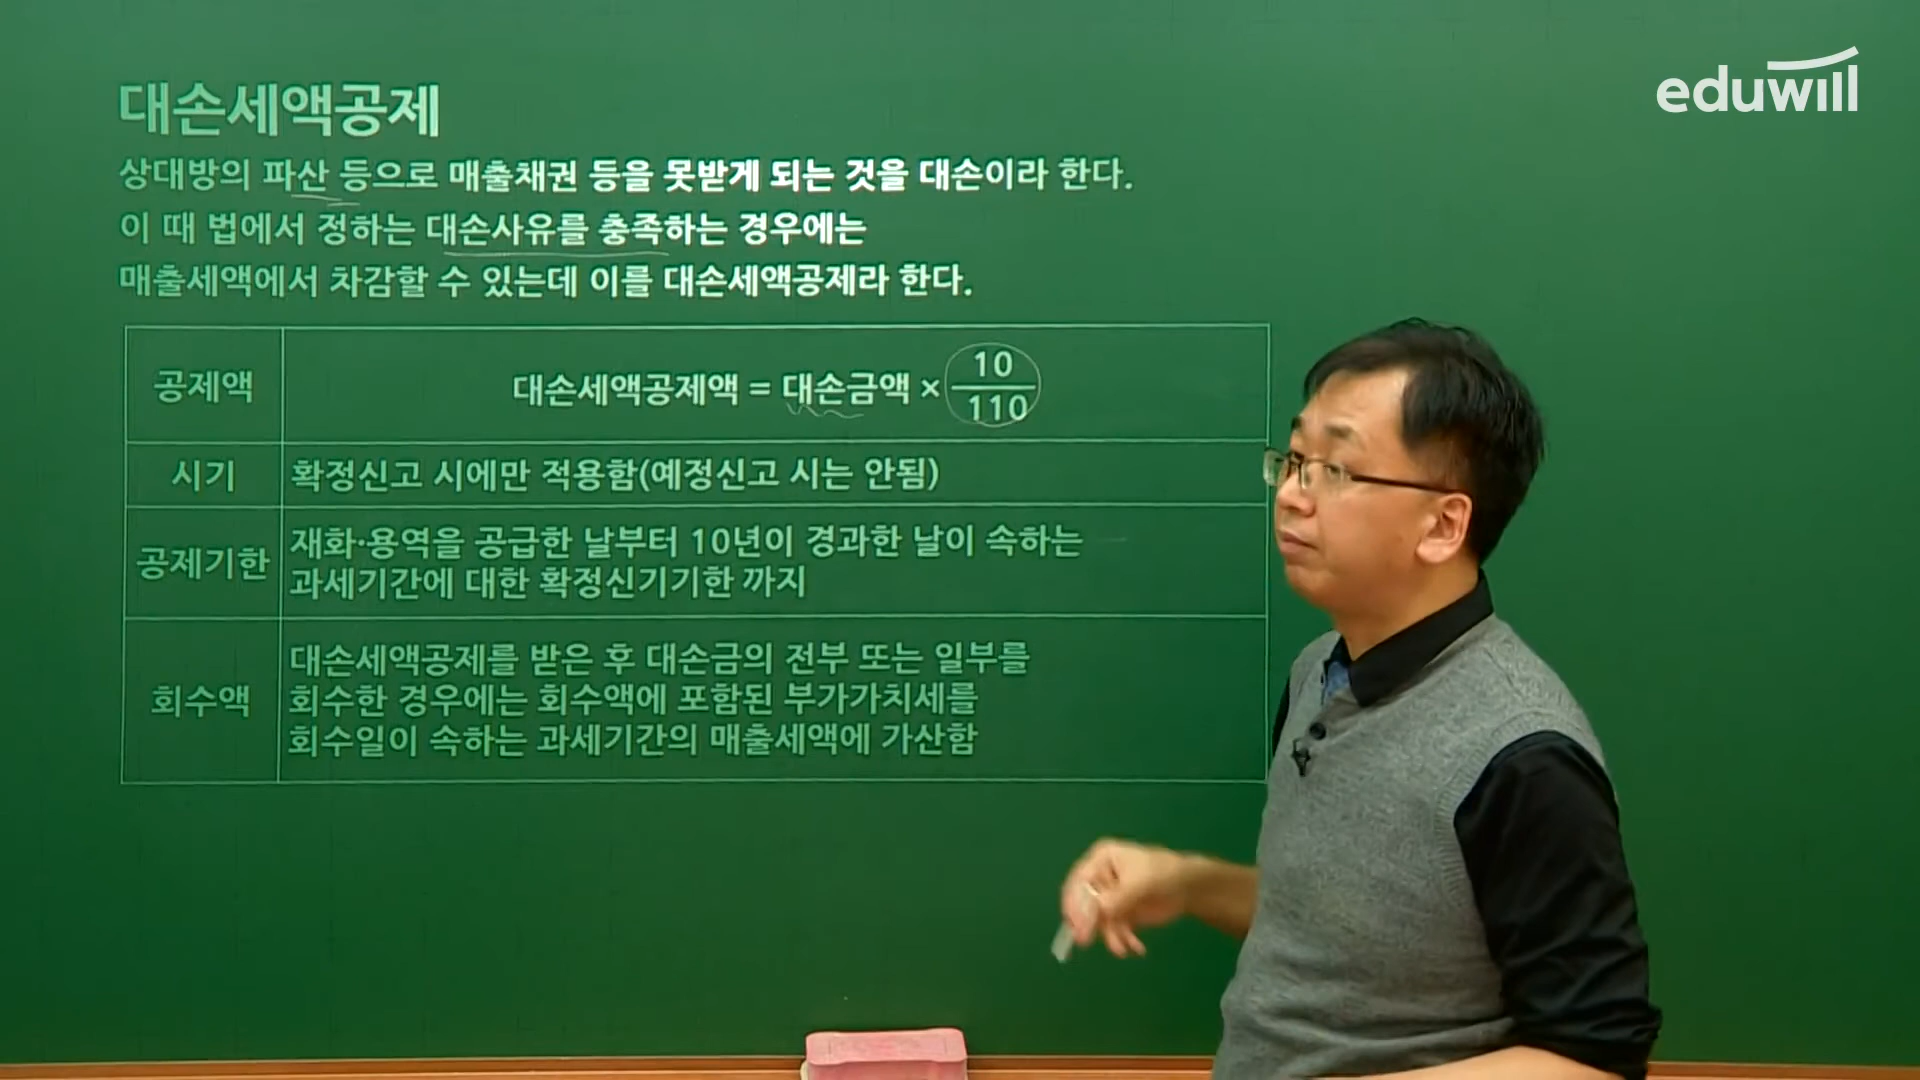 eduwill
대손세액공제
상대방의 파산 등으로 매출채권 등을 못받게 되는 것을 대손이라 한다.
이 때 법에서 정하는 대손사유를 충족하는 경우에는
매출세액에서 차감할 수 있는데 이를 대손세액공제라 한다.
공제액
대손세액공제액 = 대손금액 × 10/110
시기
확정신고 시에만 적용함(예정신고 시는 안됨)
공제기한
재화·용역을 공급한 날부터 10년이 경과한 날이 속하는
과세기간에 대한 확정신기기한 까지
회수액
대손세액공제를 받은 후 대손금의 전부 또는 일부를
회수한 경우에는 회수액에 포함된 부가가치세를
회수일이 속하는 과세기간의 매출세액에 가산함